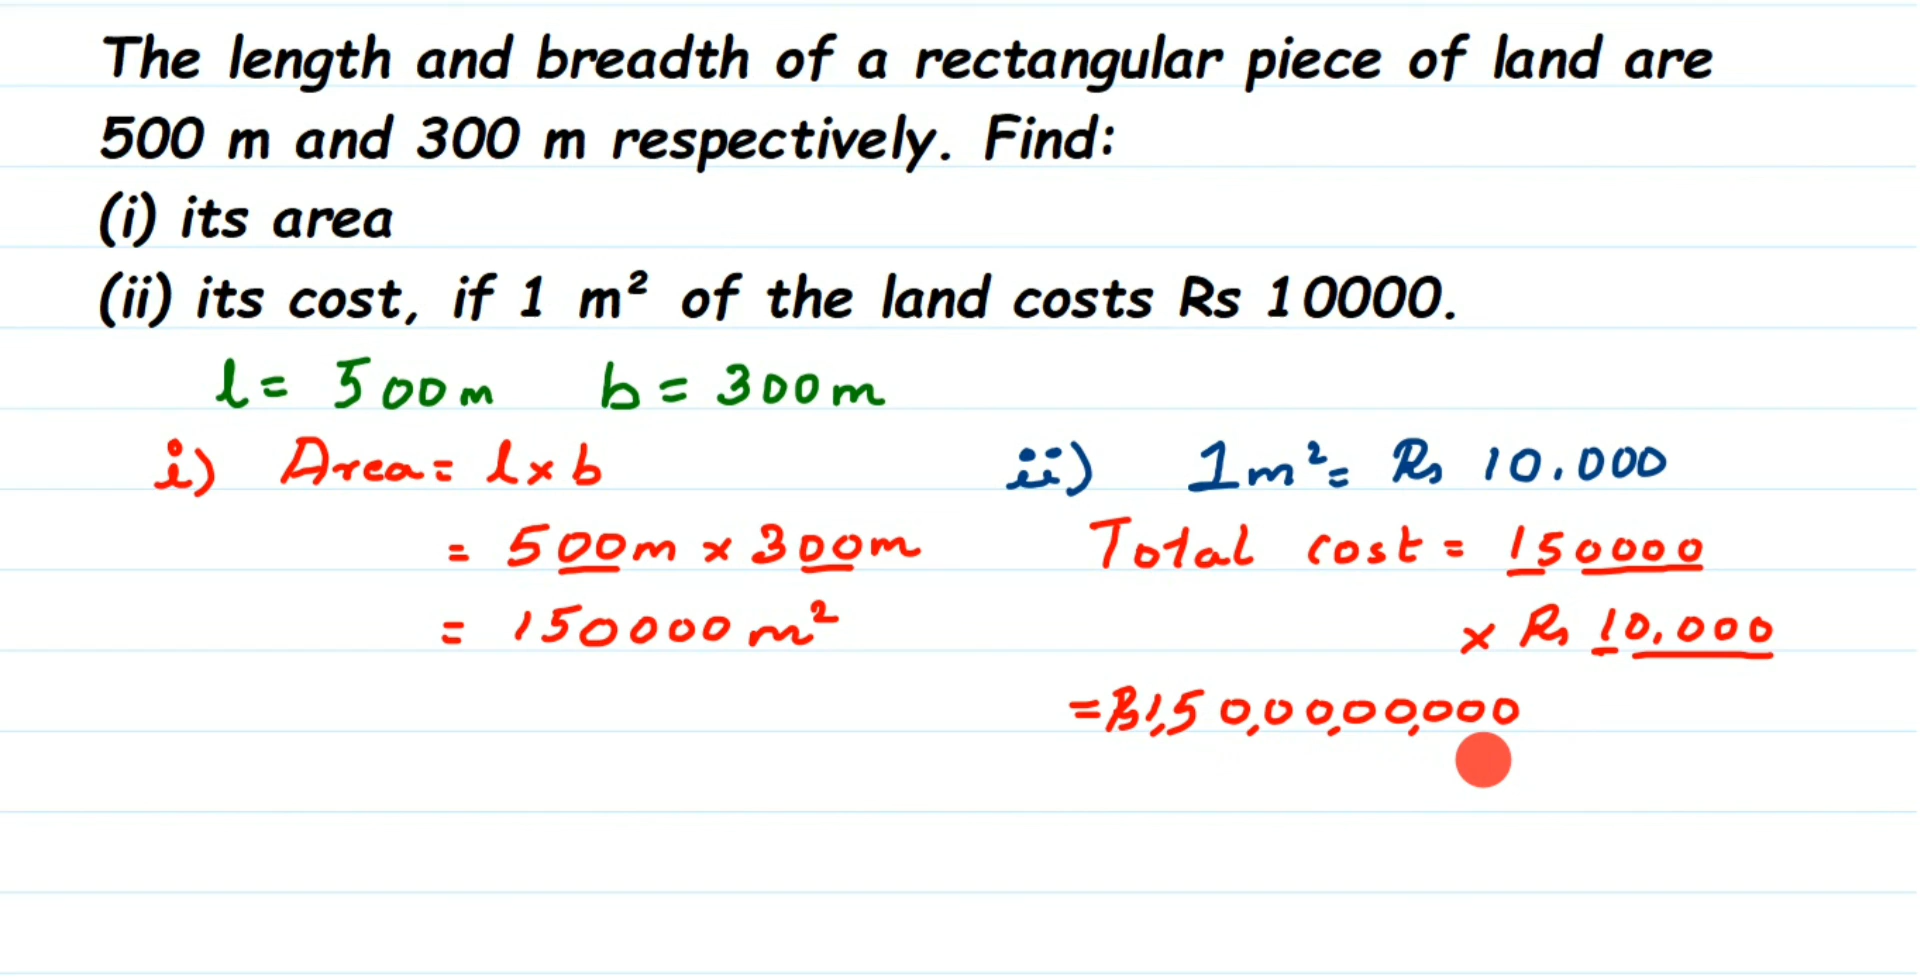 The length and breadth of a rectangular piece of land are
500 m and 300 m respectively. Find:
(i) its area
(ii) its cost, if 1 m² of the land costs Rs 10000.
l = 500m b = 300m
i) Area = l × b
= 500m × 300m
= 150000 m²
ii) 1m² = Rs 10.000
Total cost = 150000
× Rs 10,000
= Rs 1,50,00,00,000